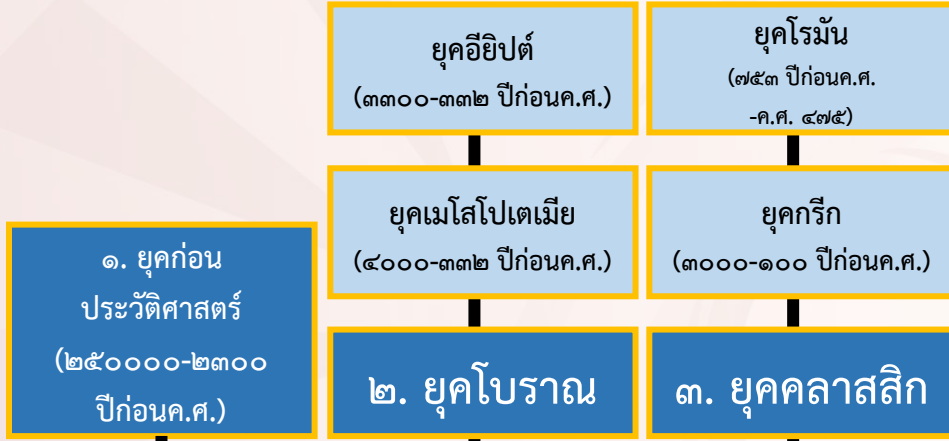 ยุคอียิปต์
(๓๓๐๐-๓๓๒ ปีก่อนค.ศ.)
ยุคโรมัน
(๗๕๓ ปีก่อนค.ศ.
-ค.ศ. ๔๗๕)
ยุคเมโสโปเตเมีย
(๔๐๐๐-๓๓๒ ปีก่อนค.ศ.)
ยุคกรีก
(๓๐๐๐-๑๐๐ ปีก่อนค.ศ.)
๑. ยุคก่อน
ประวัติศาสตร์
(๒๕๐๐๐๐-๒๓๐๐
ปีก่อนค.ศ.)
๒. ยุคโบราณ
๓. ยุคคลาสสิก